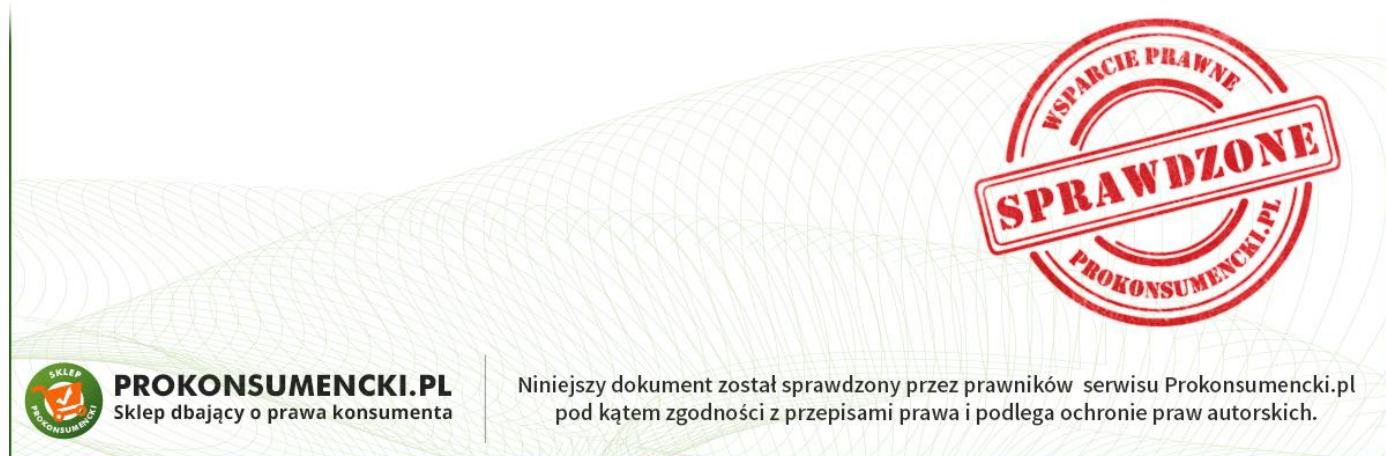 WSPARCIE PRAWNE
SPRAWDZONE
PROKONSUMENCKI.PL
SKLEP
PROKONSUMENCKI
PROKONSUMENCKI.PL
Sklep dbający o prawa konsumenta
Niniejszy dokument został sprawdzony przez prawników serwisu Prokonsumencki.pl
pod kątem zgodności z przepisami prawa i podlega ochronie praw autorskich.